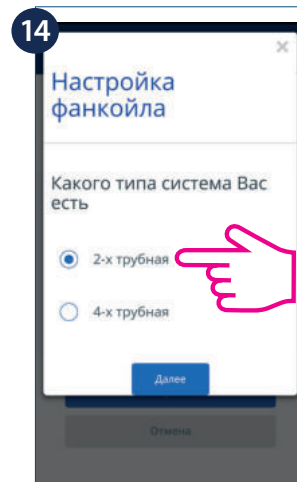 14
×
Настройка
фанкойла
Какого типа система Вас
есть
2-х трубная
4-х трубная
Далее
Отмена